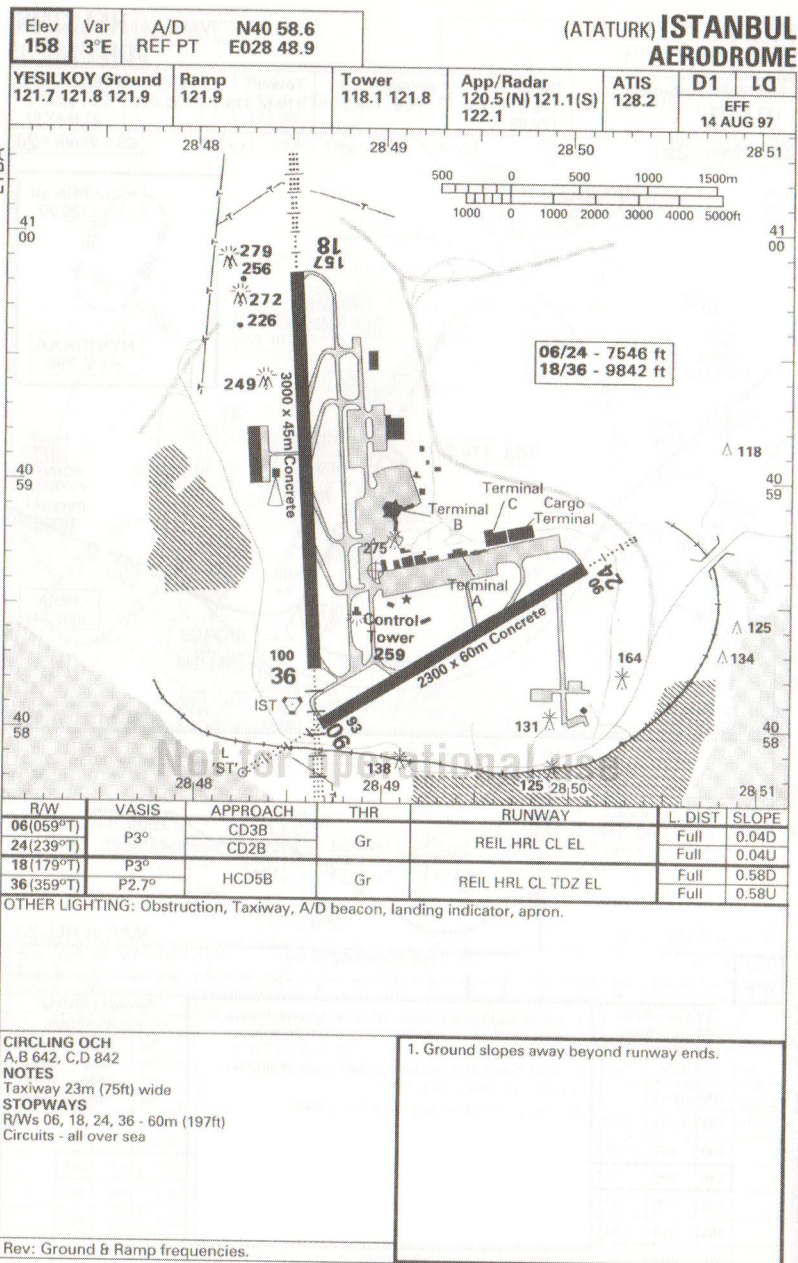 Elev
158
Var
3°E
A/D
REF PT
N40 58.6
E028 48.9
(ATATURK) ISTANBUL
AERODROME
YESILKOY Ground
121.7 121.8 121.9
Ramp
121.9
Tower
118.1 121.8
App/Radar
120.5(N) 121.1(S)
122.1
ATIS
128.2
D1 D1
EFF
14 AUG 97
LTBA
28 48
28 49
28 50
28 51
500 0 500 1000 1500m
1000 0 1000 2000 3000 4000 5000ft
41
00
41
00
18
157
279
256
272
226
249
06/24 - 7546 ft
18/36 - 9842 ft
3000 x 45m Concrete
118
40
59
40
59
Terminal
C
Cargo
Terminal
Terminal
B
275
Terminal
A
24
90
Control
Tower
259
2300 x 60m Concrete
125
134
164
100
36
IST
131
93
06
40
58
40
58
L
'ST'
Not for operational use
138
125
28 48
28 49
28 50
28 51
R/W VASIS APPROACH THR RUNWAY L. DIST SLOPE
06(059°T) P3° CD3B Gr REIL HRL CL EL Full 0.04D
24(239°T) CD2B Full 0.04U
18(179°T) P3° HCD5B Gr REIL HRL CL TDZ EL Full 0.58D
36(359°T) P2.7° Full 0.58U
OTHER LIGHTING: Obstruction, Taxiway, A/D beacon, landing indicator, apron.
CIRCLING OCH
A,B 642, C,D 842
NOTES
Taxiway 23m (75ft) wide
STOPWAYS
R/Ws 06, 18, 24, 36 - 60m (197ft)
Circuits - all over sea
1. Ground slopes away beyond runway ends.
Rev: Ground & Ramp frequencies.